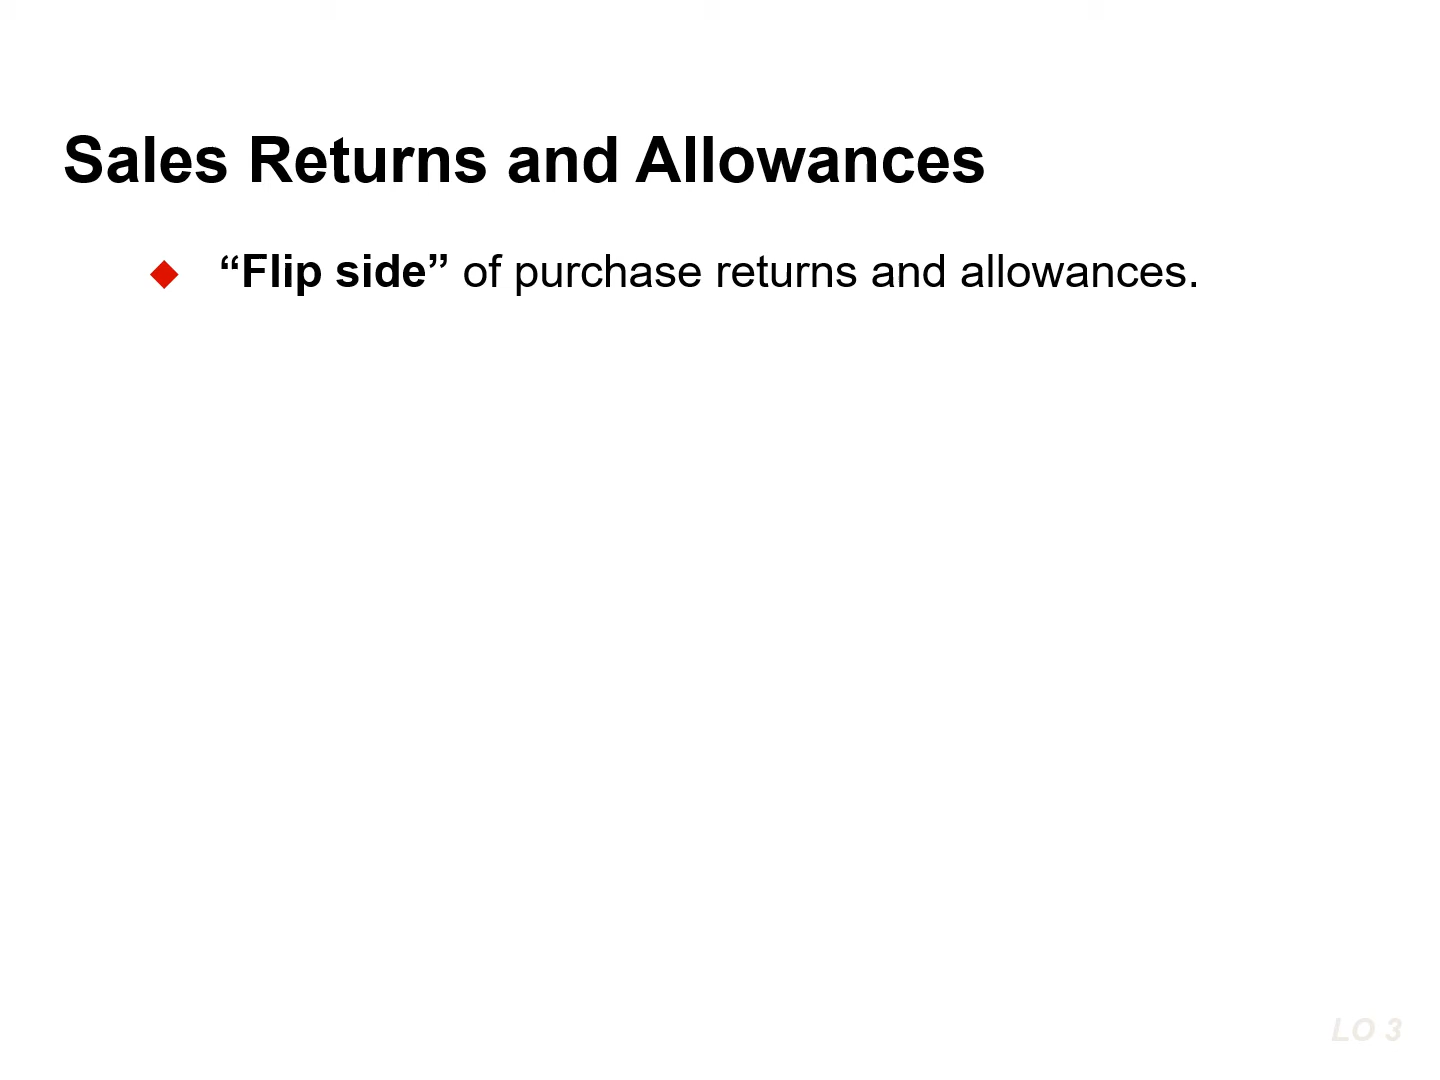 Sales Returns and Allowances
“Flip side” of purchase returns and allowances.
LO 3